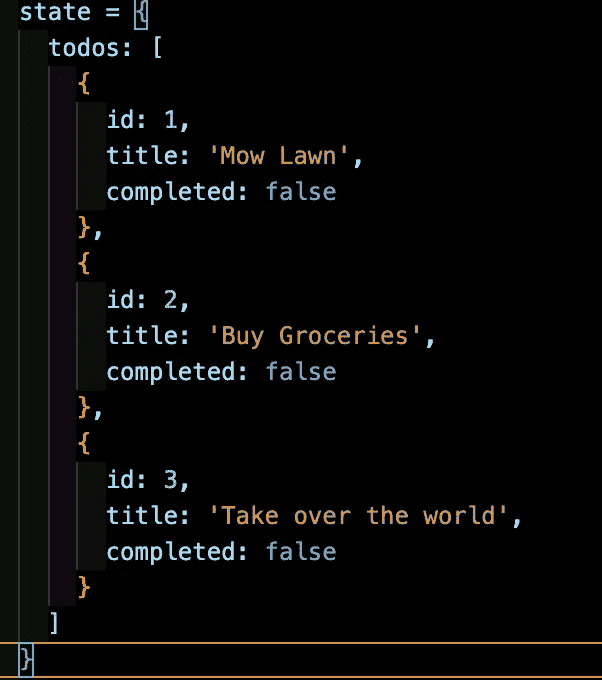 state = {
  todos: [
    {
      id: 1,
      title: 'Mow Lawn',
      completed: false
    },
    {
      id: 2,
      title: 'Buy Groceries',
      completed: false
    },
    {
      id: 3,
      title: 'Take over the world',
      completed: false
    }
  ]
}